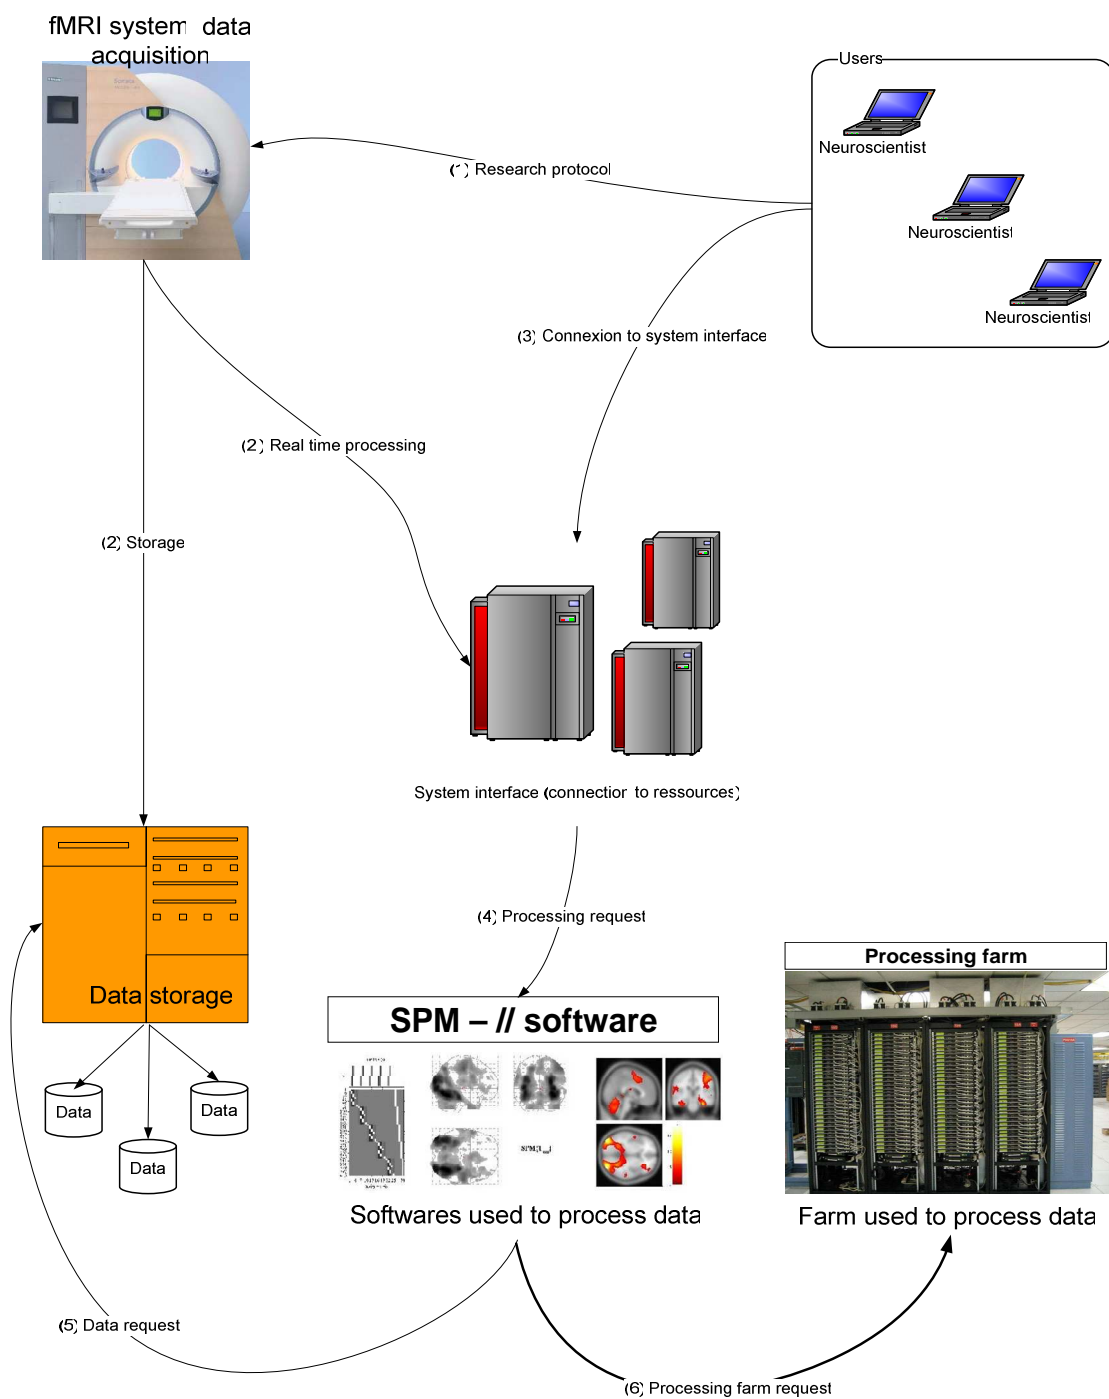 fMRI system data
acquisition
Users
Neuroscientist
Neuroscientist
Neuroscientist
(1) Research protocol
(3) Connexion to system interface
(2) Real time processing
(2) Storage
System interface (connection to ressources)
(4) Processing request
Data storage
Data
Data
Data
SPM – // software
Processing farm
Softwares used to process data
Farm used to process data
(5) Data request
(6) Processing farm request